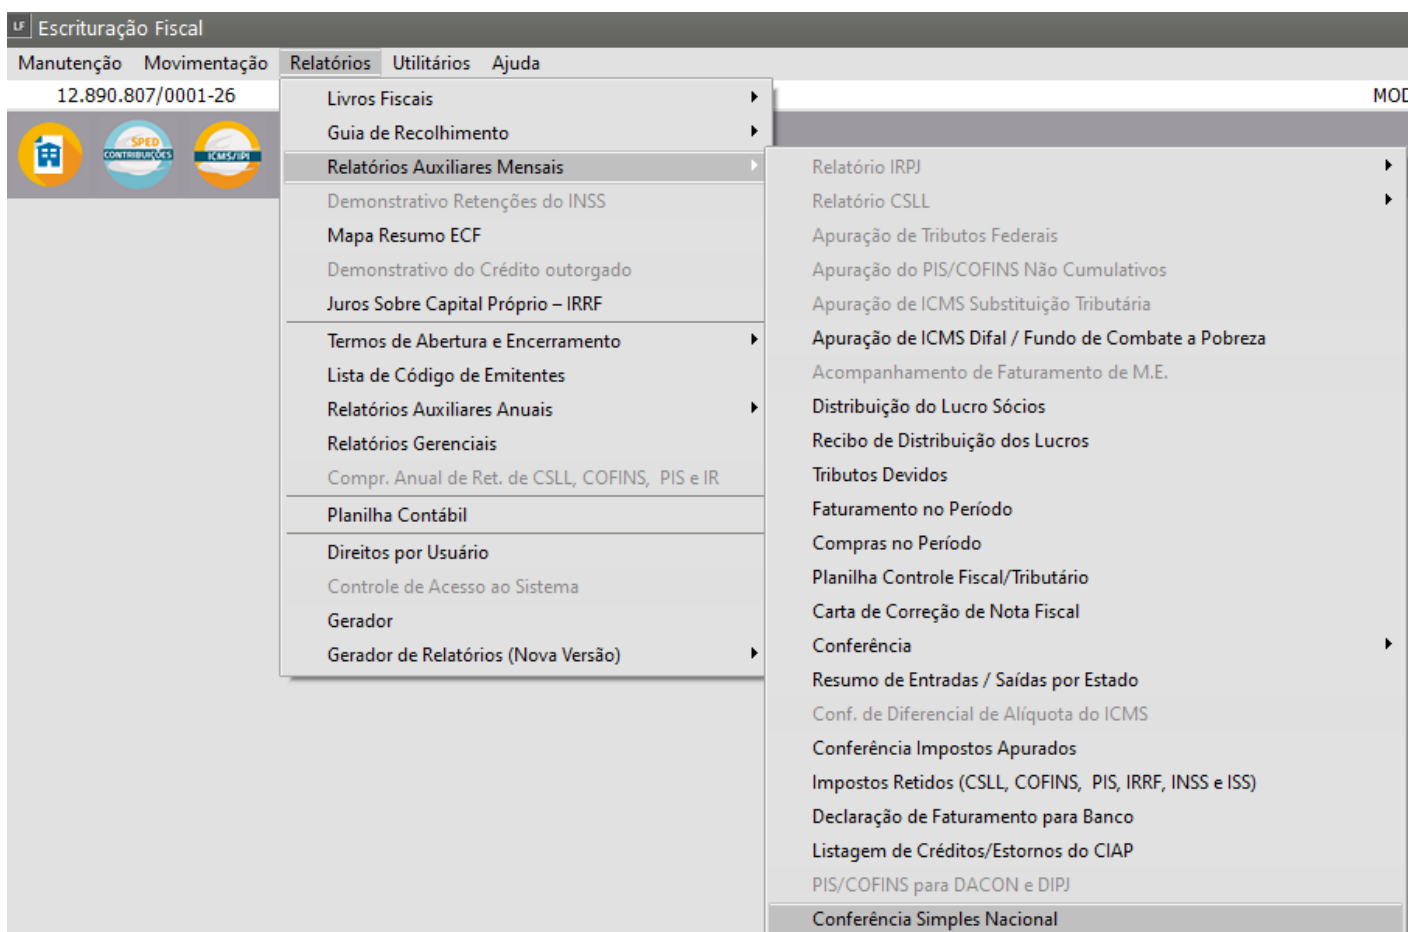 LF Escrituração Fiscal
Manutenção Movimentação Relatórios Utilitários Ajuda
12.890.807/0001-26
MOD
SPED
CONTRIBUIÇÕES
ICMS/IPI
Livros Fiscais
Guia de Recolhimento
Relatórios Auxiliares Mensais
Demonstrativo Retenções do INSS
Mapa Resumo ECF
Demonstrativo do Crédito outorgado
Juros Sobre Capital Próprio – IRRF
Termos de Abertura e Encerramento
Lista de Código de Emitentes
Relatórios Auxiliares Anuais
Relatórios Gerenciais
Compr. Anual de Ret. de CSLL, COFINS, PIS e IR
Planilha Contábil
Direitos por Usuário
Controle de Acesso ao Sistema
Gerador
Gerador de Relatórios (Nova Versão)
Relatório IRPJ
Relatório CSLL
Apuração de Tributos Federais
Apuração do PIS/COFINS Não Cumulativos
Apuração de ICMS Substituição Tributária
Apuração de ICMS Difal / Fundo de Combate a Pobreza
Acompanhamento de Faturamento de M.E.
Distribuição do Lucro Sócios
Recibo de Distribuição dos Lucros
Tributos Devidos
Faturamento no Período
Compras no Período
Planilha Controle Fiscal/Tributário
Carta de Correção de Nota Fiscal
Conferência
Resumo de Entradas / Saídas por Estado
Conf. de Diferencial de Alíquota do ICMS
Conferência Impostos Apurados
Impostos Retidos (CSLL, COFINS, PIS, IRRF, INSS e ISS)
Declaração de Faturamento para Banco
Listagem de Créditos/Estornos do CIAP
PIS/COFINS para DACON e DIPJ
Conferência Simples Nacional